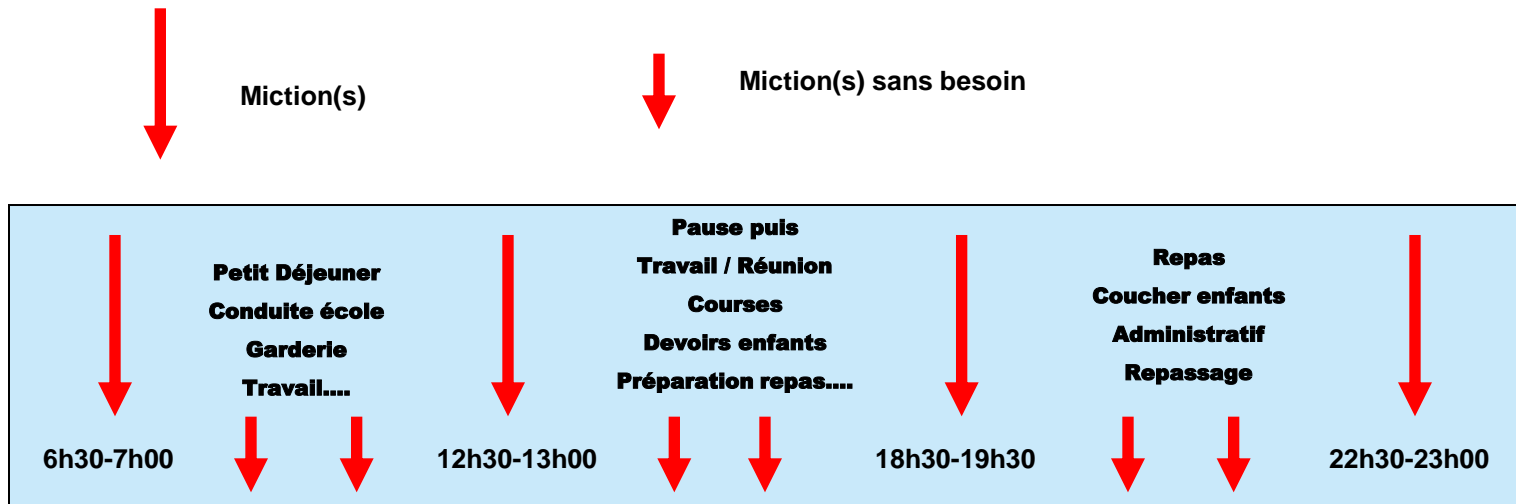 Miction(s)
Miction(s) sans besoin
Petit Déjeuner
Conduite école
Garderie
Travail....
Pause puis
Travail / Réunion
Courses
Devoirs enfants
Préparation repas....
Repas
Coucher enfants
Administratif
Repassage
6h30-7h00
12h30-13h00
18h30-19h30
22h30-23h00